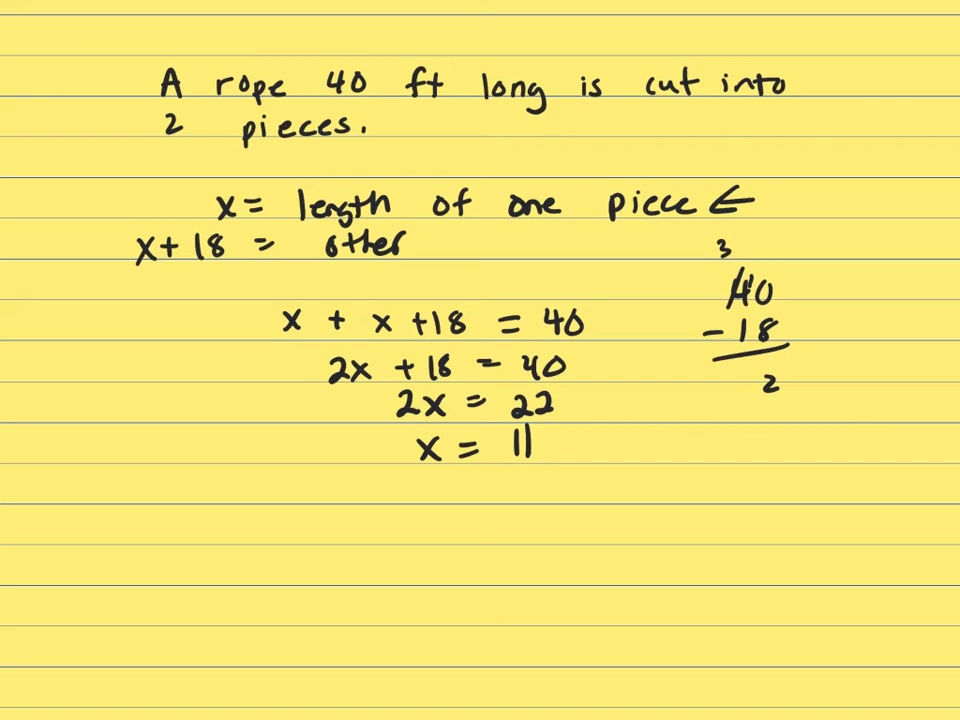 A rope 40 ft long is cut into
2 pieces.
x = length of one piece ←
x + 18 = other
x + x + 18 = 40
2x + 18 = 40
2x = 22
x = 11
3
40
- 18
2